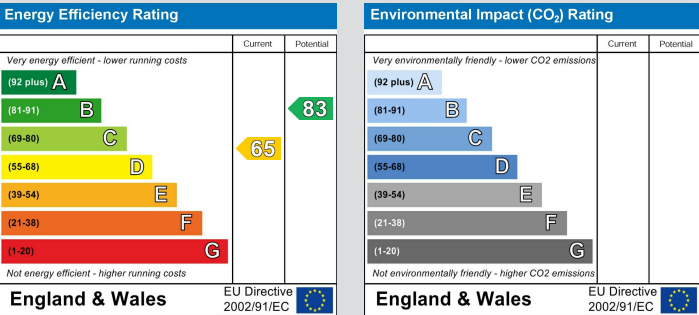 Energy Efficiency Rating
Current Potential
Very energy efficient - lower running costs
(92 plus) A
(81-91) B
83
(69-80) C
65
(55-68) D
(39-54) E
(21-38) F
(1-20) G
Not energy efficient - higher running costs
England & Wales
EU Directive
2002/91/EC
Environmental Impact (CO₂) Rating
Current Potential
Very environmentally friendly - lower CO2 emissions
(92 plus) A
(81-91) B
(69-80) C
(55-68) D
(39-54) E
(21-38) F
(1-20) G
Not environmentally friendly - higher CO2 emissions
England & Wales
EU Directive
2002/91/EC